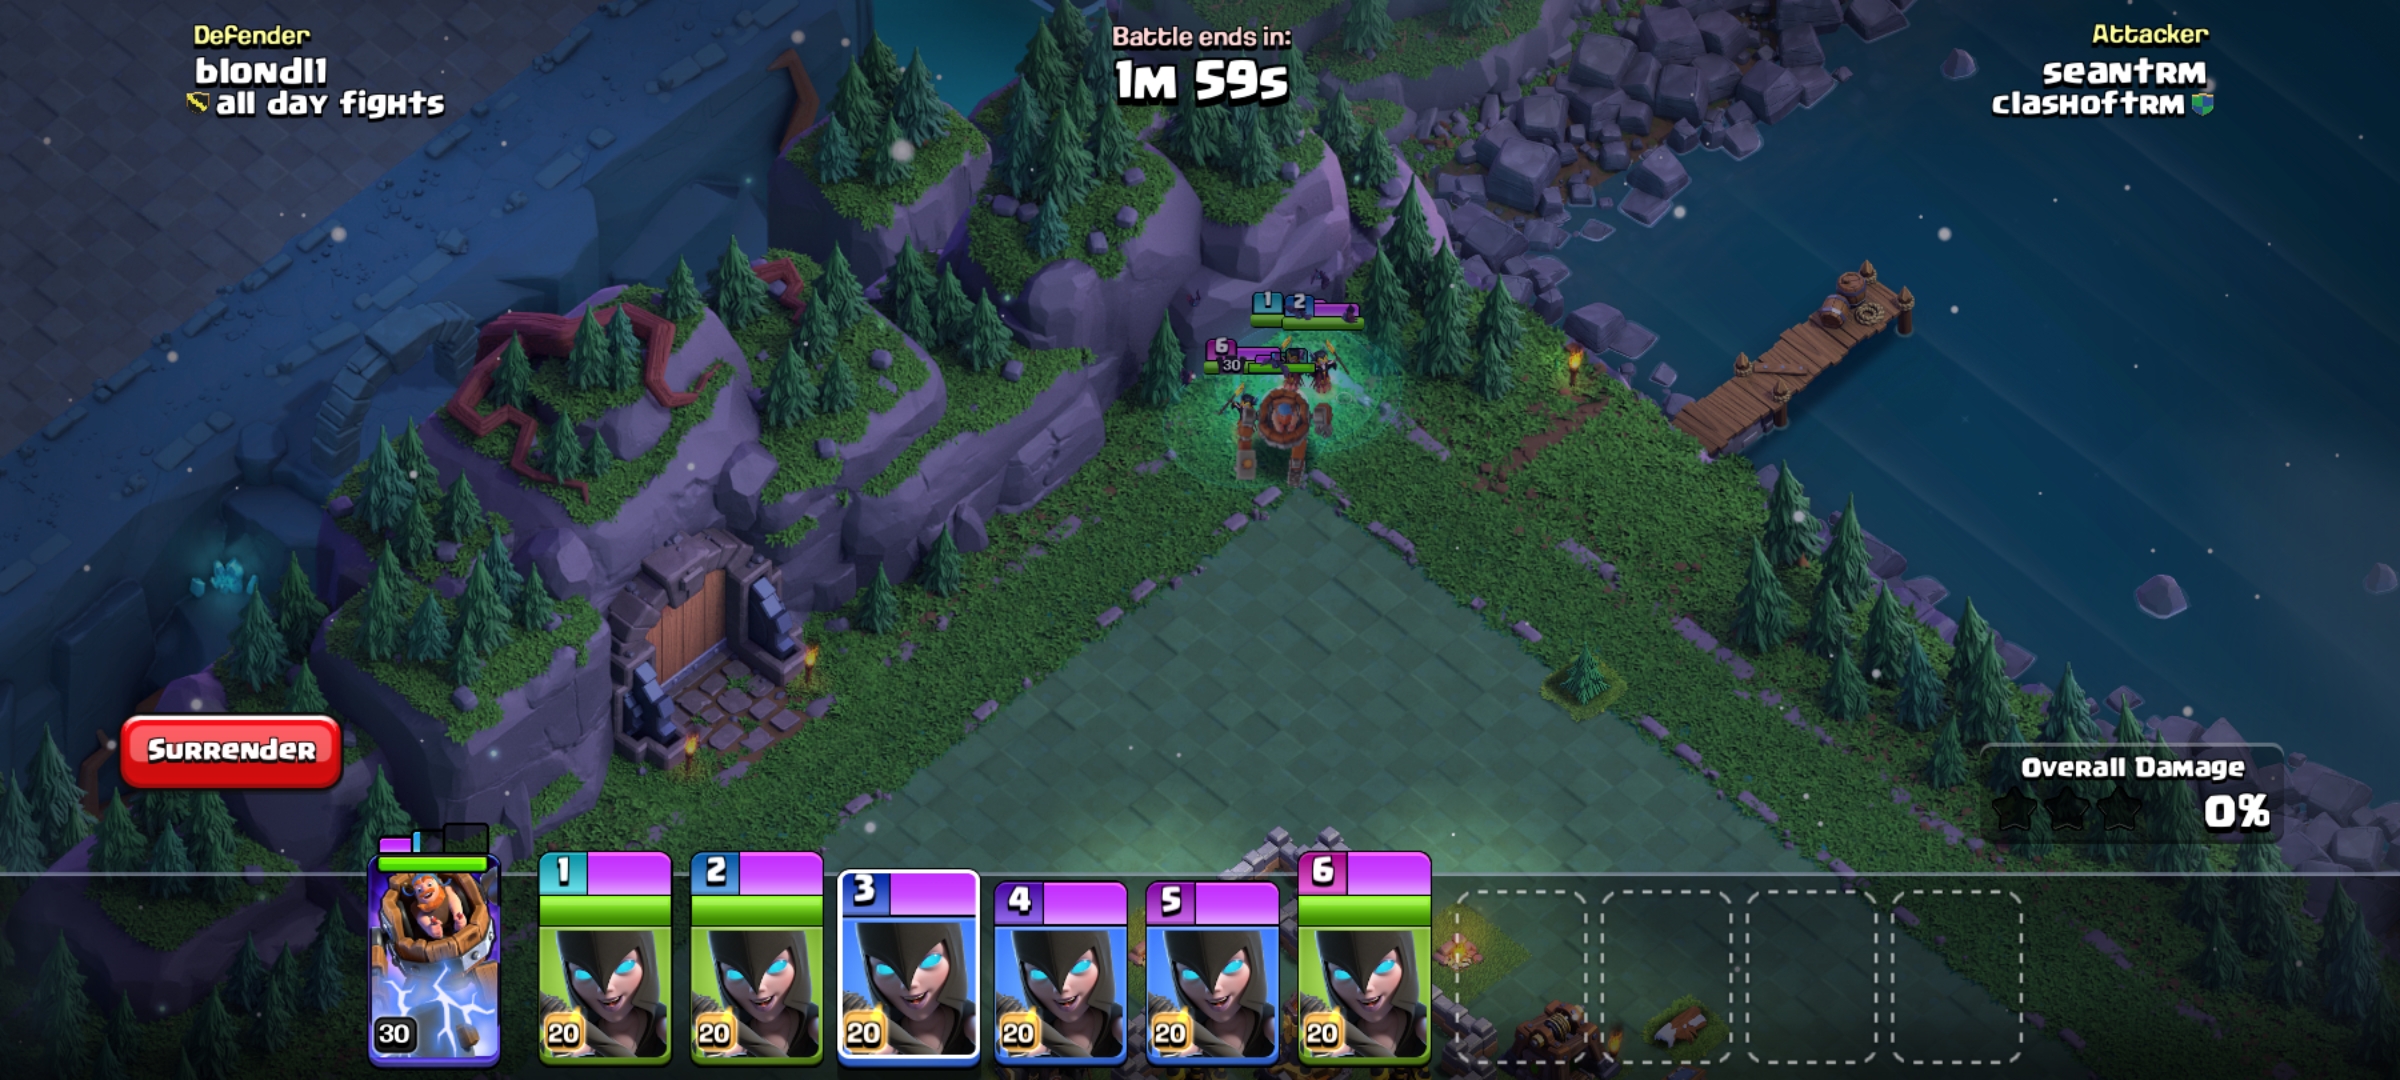 Defender
blondl1
all day fights
Battle ends in:
1M 59s
Attacker
seantRM
clashoftRM
1 2
6
30
Surrender
Overall Damage
0%
1 2 3 4 5 6
30 20 20 20 20 20 20